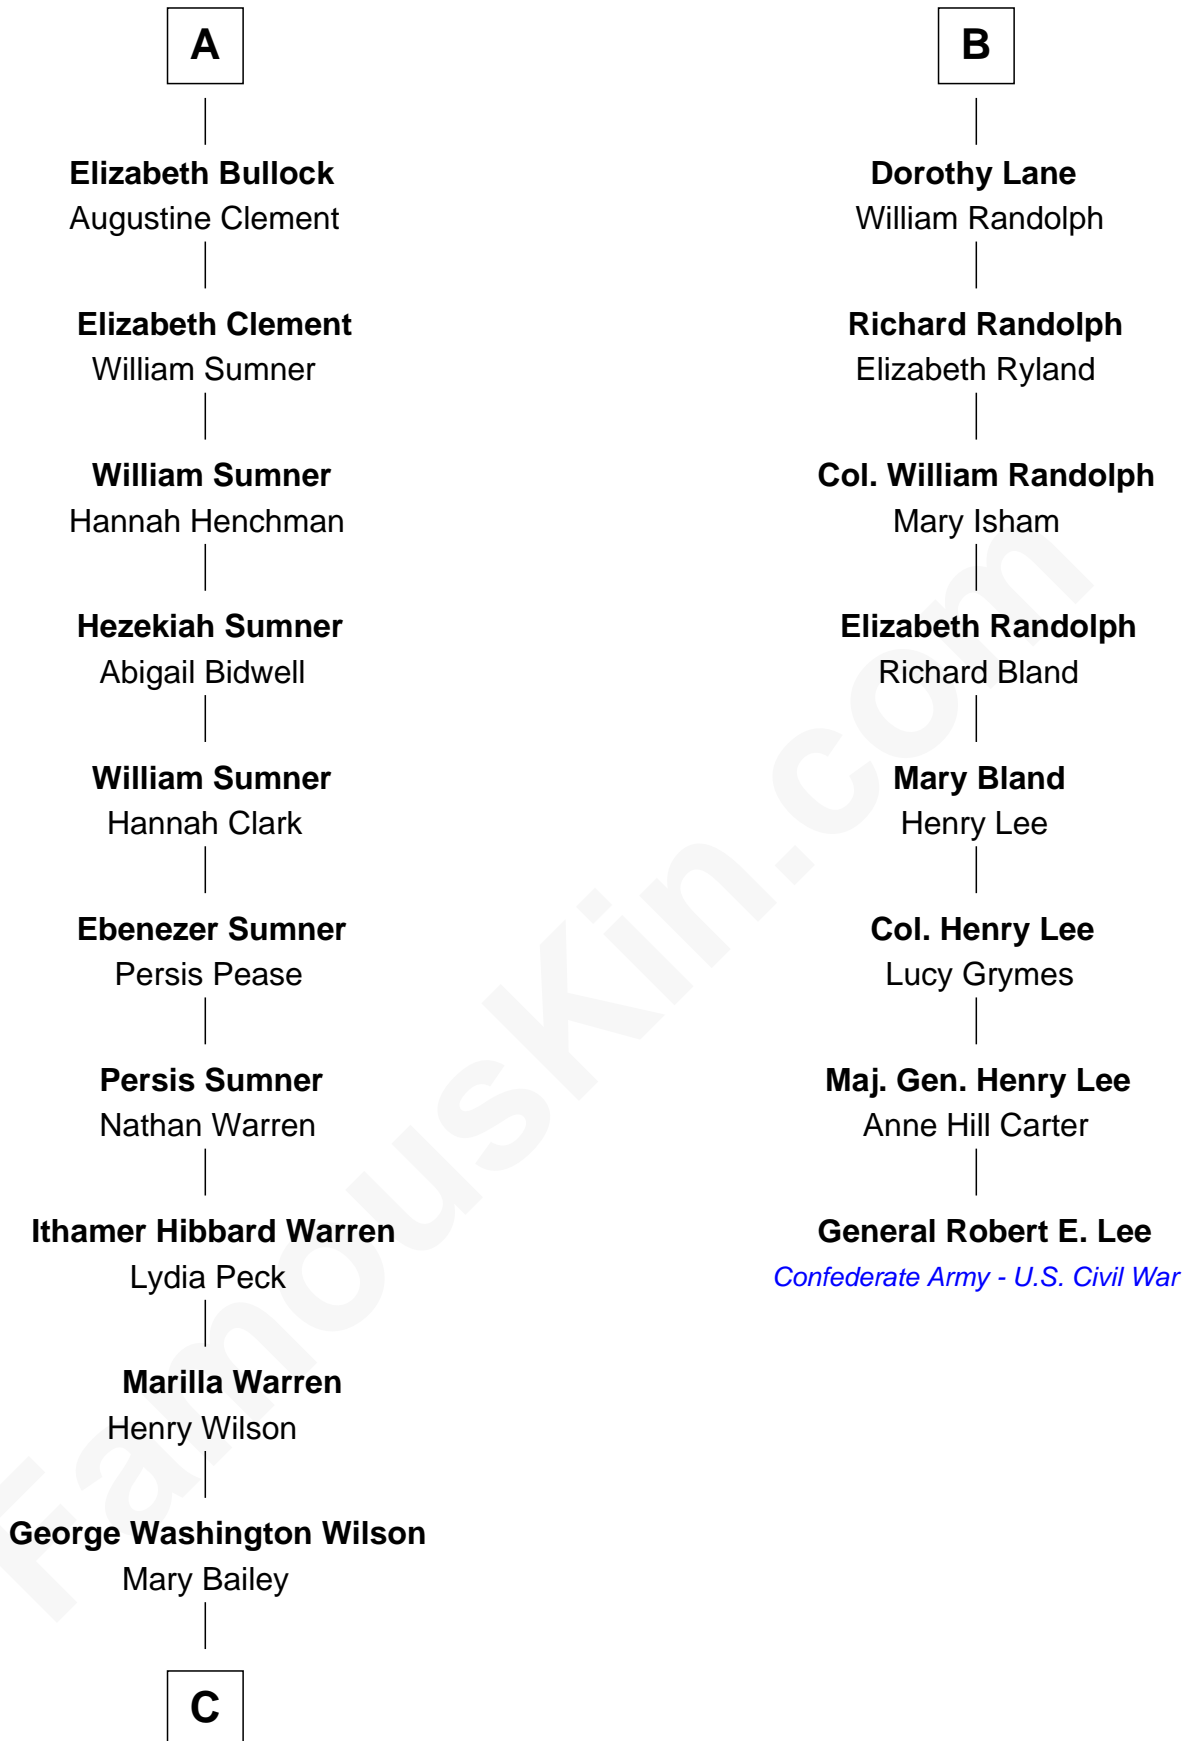 A
Elizabeth Bullock
Augustine Clement
Elizabeth Clement
William Sumner
William Sumner
Hannah Henchman
Hezekiah Sumner
Abigail Bidwell
William Sumner
Hannah Clark
Ebenezer Sumner
Persis Pease
Persis Sumner
Nathan Warren
Ithamer Hibbard Warren
Lydia Peck
Marilla Warren
Henry Wilson
George Washington Wilson
Mary Bailey
C
B
Dorothy Lane
William Randolph
Richard Randolph
Elizabeth Ryland
Col. William Randolph
Mary Isham
Elizabeth Randolph
Richard Bland
Mary Bland
Henry Lee
Col. Henry Lee
Lucy Grymes
Maj. Gen. Henry Lee
Anne Hill Carter
General Robert E. Lee
Confederate Army - U.S. Civil War
FamousKin.com